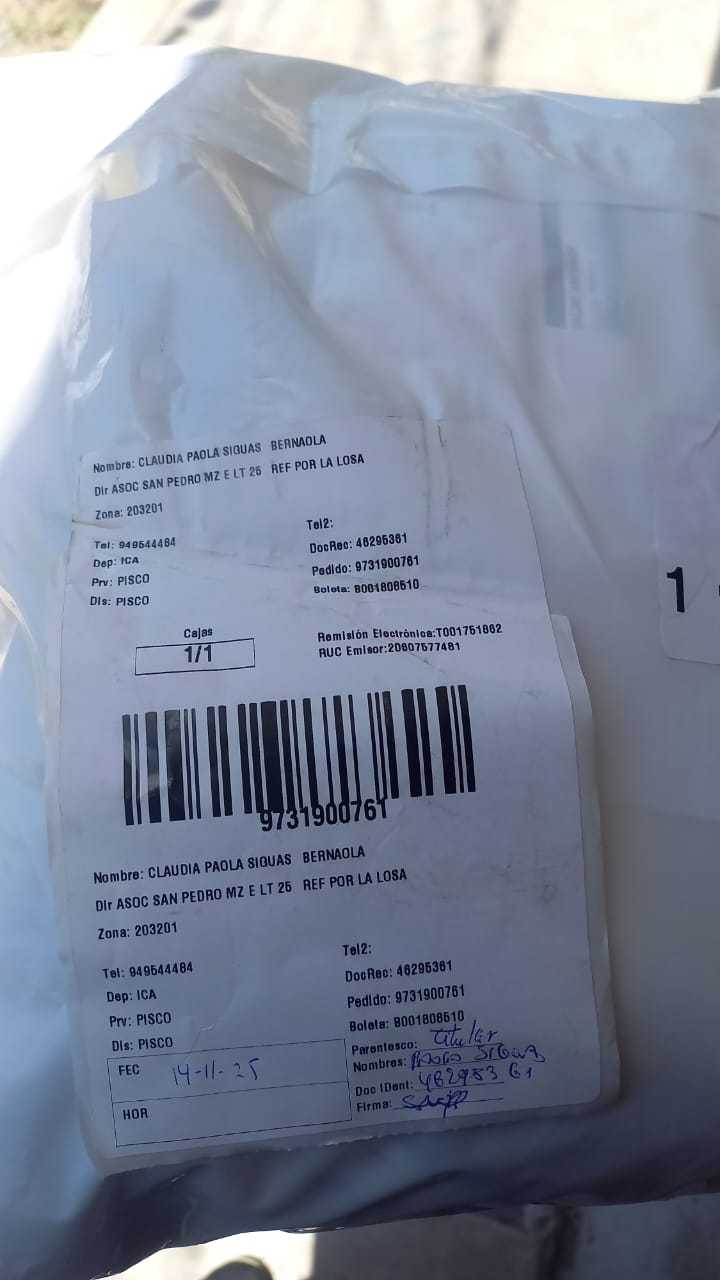 Nombre: CLAUDIA PAOLA SIGUAS BERNAOLA
Dir ASOC SAN PEDRO MZ E LT 25 REF POR LA LOSA
Zona: 203201
Tel: 949544484
Tel2:
Dep: ICA
DocRec: 46295361
Prv: PISCO
Pedido: 9731900761
Dis: PISCO
Boleta: B001808510
Cajas
1/1
Remisión Electrónica:T001751862
RUC Emisor:20607577481
9731900761
Nombre: CLAUDIA PAOLA SIGUAS BERNAOLA
Dir ASOC SAN PEDRO MZ E LT 25 REF POR LA LOSA
Zona: 203201
Tel: 949544484
Tel2:
Dep: ICA
DocRec: 46295361
Prv: PISCO
Pedido: 9731900761
Dis: PISCO
Boleta: B001808510
FEC 14-11-25
Parentesco: titular
Nombres:
HOR
Doc IDent:
Firma:
1